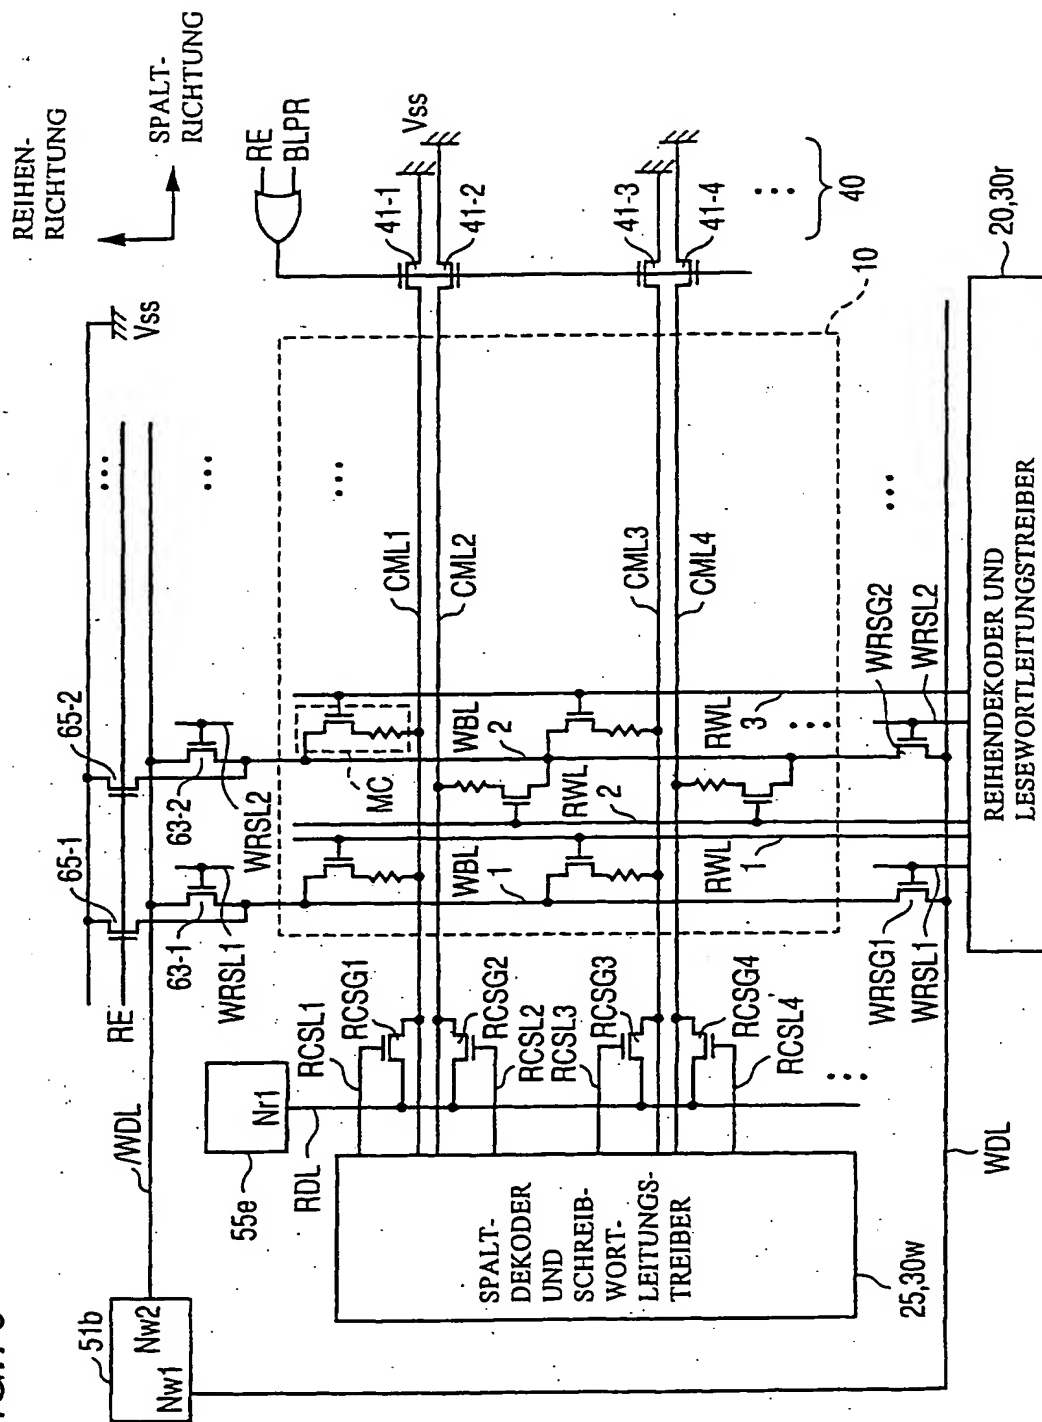 REIHEN-
RICHTUNG
SPALT-
RICHTUNG
RE
BLPR
Vss
41-1
41-2
41-3
41-4
40
Vss
10
20,30r
65-2
65-1
63-2
WRSL2
63-1
WRSL1
RE
/WDL
CML1
CML2
CML3
CML4
MC
WBL
2
WBL
1
RWL
3
RWL
2
RWL
1
WRSG2
WRSL2
WRSG1
WRSL1
REIHENDEKODER UND
LESEWORTLEITUNGSTREIBER
RCSL1
RCSG1
RCSG2
RCSL2
RCSL3
RCSG3
RCSG4
RCSL4
Nr1
55e
RDL
SPALT-
DEKODER
UND
SCHREIB-
WORT-
LEITUNGS-
TREIBER
25,30w
WDL
51b
Nw2
Nw1